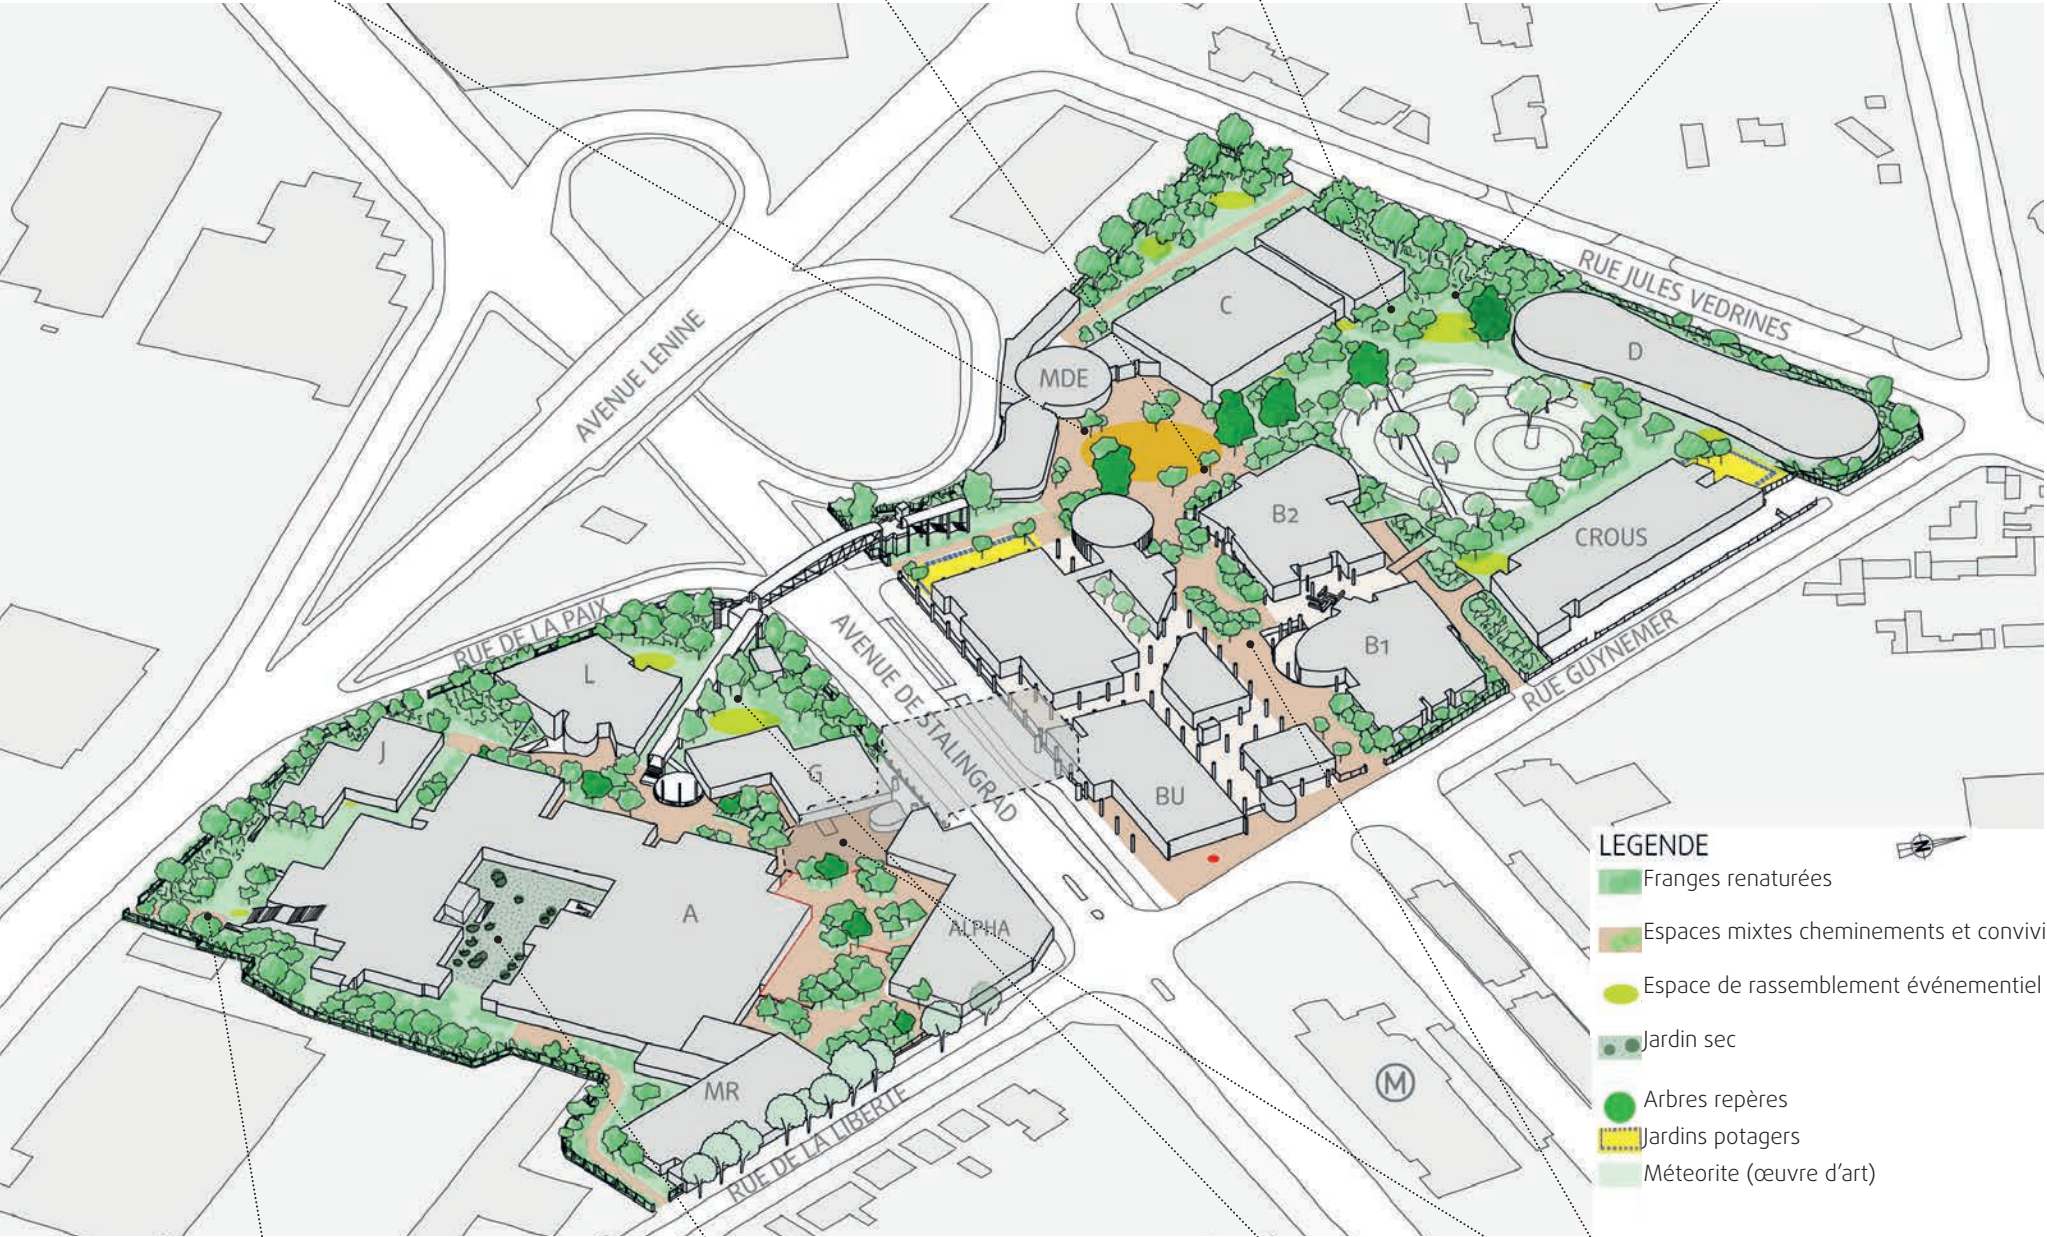 RUE JULES VEDRINES
C
D
AVENUE LENINE
MDE
B2
CROUS
RUE DE LA PAIX
AVENUE DE STALINGRAD
B1
RUE GUYNEMER
L
J
G
BU
A
ALPHA
MR
RUE DE LA LIBERTE
M
LEGENDE
N
Franges renaturées
Espaces mixtes cheminements et convivi
Espace de rassemblement événementiel
Jardin sec
Arbres repères
Jardins potagers
Méteorite (œuvre d'art)